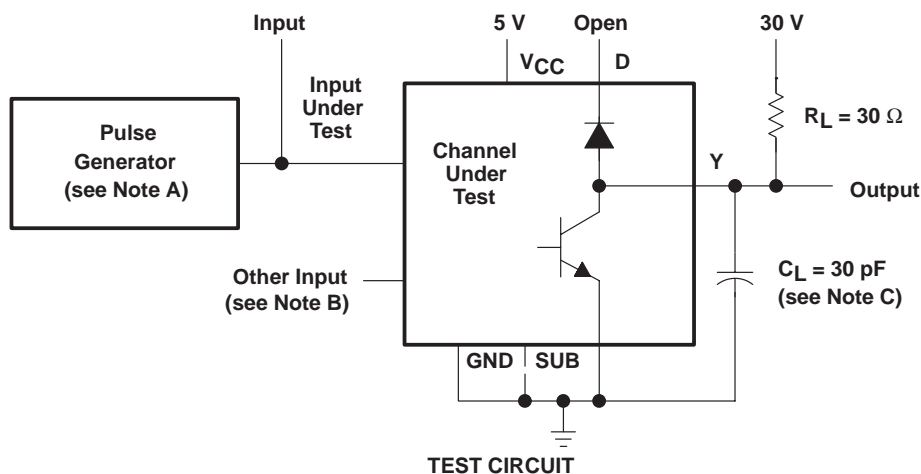 Input
5 V
Open
30 V
VCC
D
Input
Under
Test
RL = 30 Ω
Pulse
Generator
(see Note A)
Channel
Under
Test
Y
Output
Other Input
(see Note B)
CL = 30 pF
(see Note C)
GND
SUB
TEST CIRCUIT